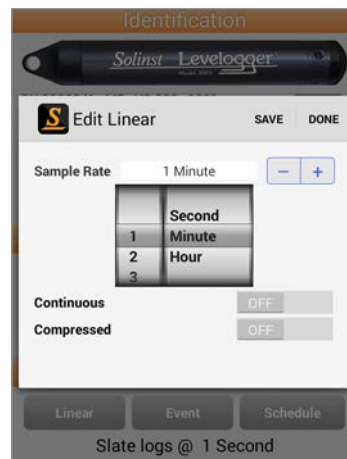 Identification
Solinst Levelogger
S Edit Linear SAVE DONE
Sample Rate 1 Minute - +
Second
1 Minute
2 Hour
3
Continuous OFF
Compressed OFF
Linear Event Schedule
Slate logs @ 1 Second